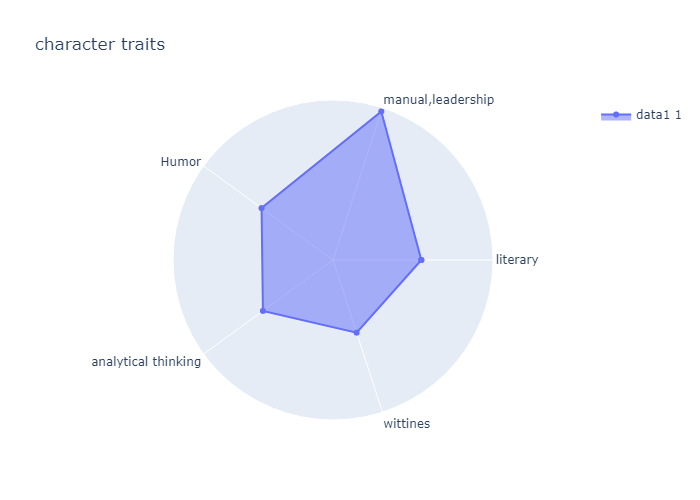 character traits
manual,leadership
data1 1
Humor
literary
analytical thinking
wittines